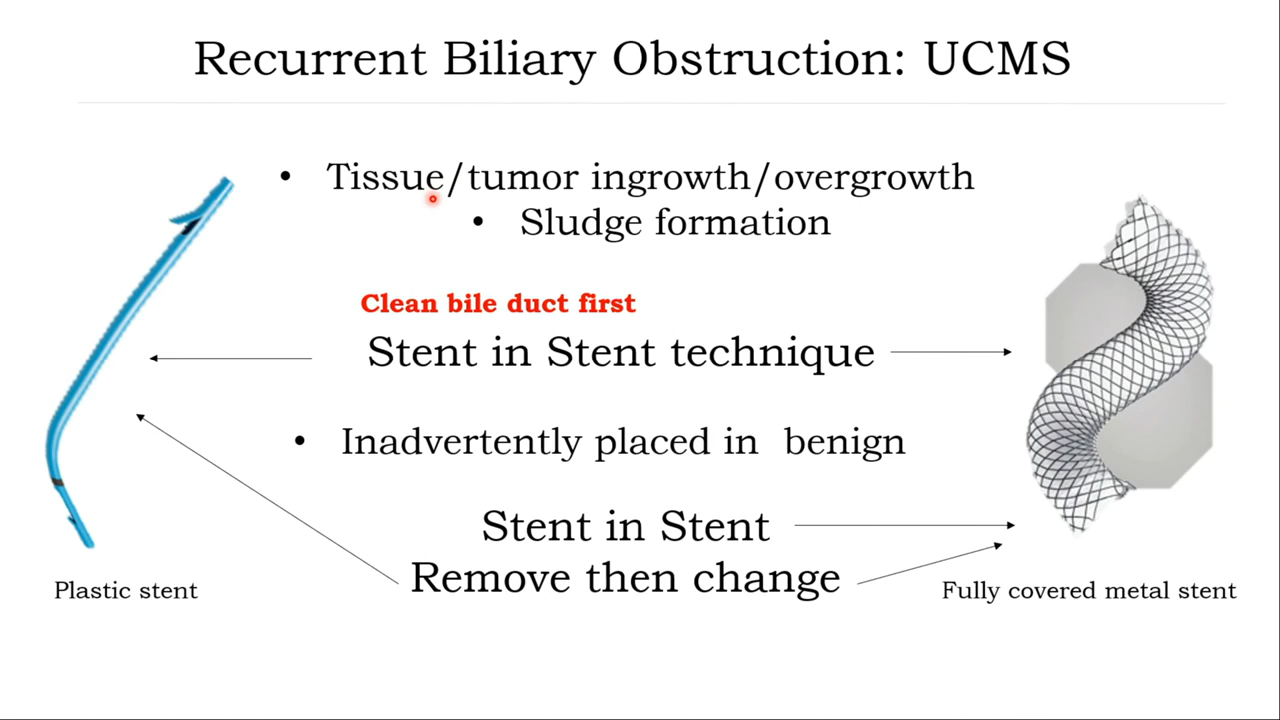 Recurrent Biliary Obstruction: UCMS
• Tissue/tumor ingrowth/overgrowth
• Sludge formation
Clean bile duct first
Stent in Stent technique
• Inadvertently placed in benign
Stent in Stent
Remove then change
Plastic stent
Fully covered metal stent